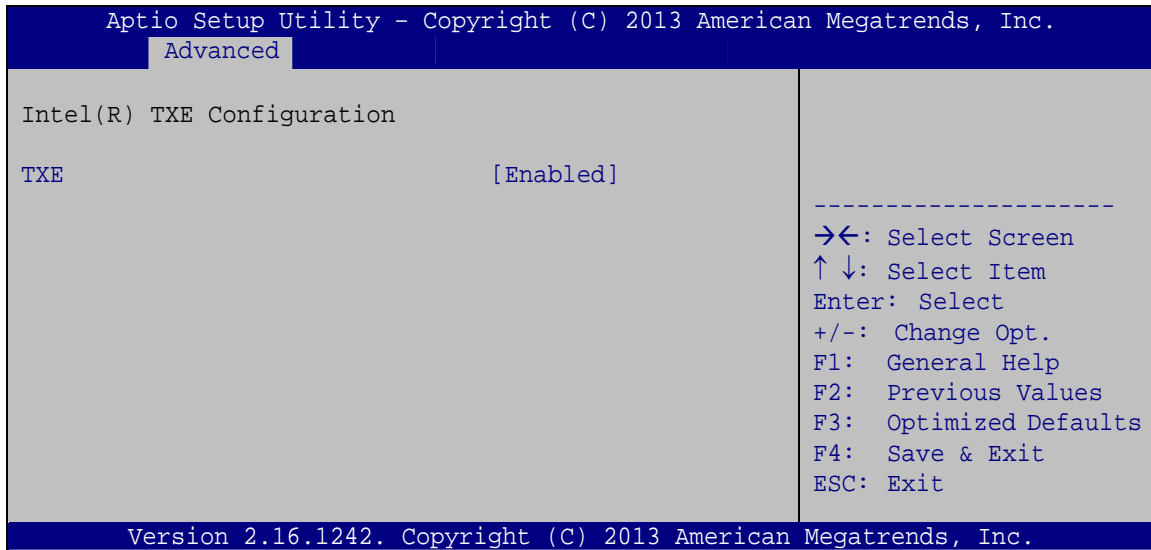 Aptio Setup Utility – Copyright (C) 2013 American Megatrends, Inc.
Advanced
Intel(R) TXE Configuration
TXE [Enabled]
---------------------
→←: Select Screen
↑ ↓: Select Item
Enter: Select
+/-: Change Opt.
F1: General Help
F2: Previous Values
F3: Optimized Defaults
F4: Save & Exit
ESC: Exit
Version 2.16.1242. Copyright (C) 2013 American Megatrends, Inc.